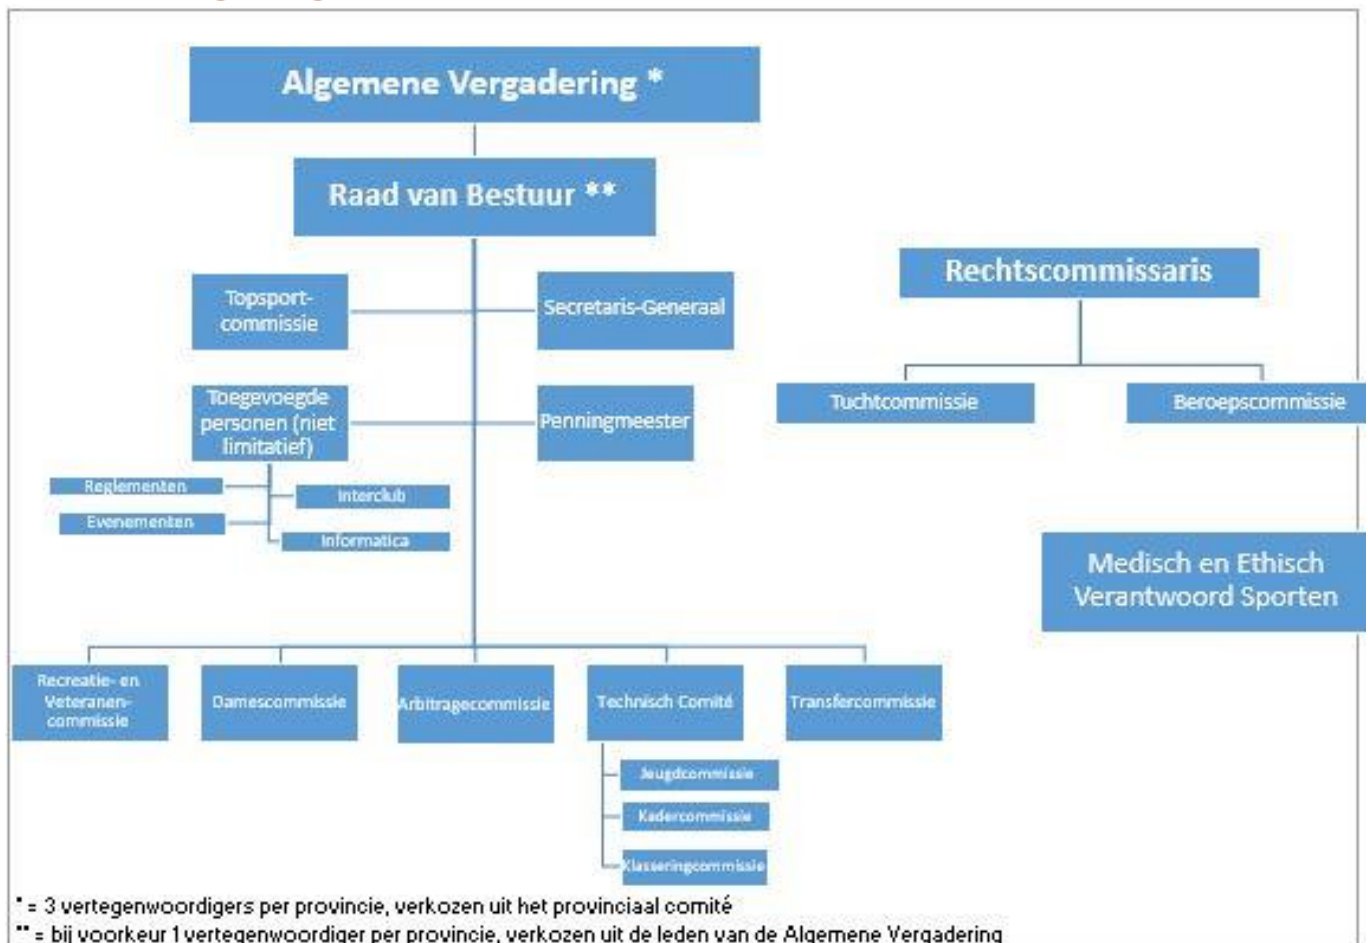 Algemene Vergadering *
Raad van Bestuur **
Topsport-
commissie
Secretaris-Generaal
Toegevoegde
personen (niet
limitatief)
Penningmeester
Reglementen
Interclub
Evenementen
Informatica
Rechtscommissaris
Tuchtcommissie
Beroepscommissie
Medisch en Ethisch
Verantwoord Sporten
Recreatie- en
Veteranen-
commissie
Damescommissie
Arbitragecommissie
Technisch Comité
Transfercommissie
Jeugdcommissie
Kadercommissie
Klasseringcommissie
* = 3 vertegenwoordigers per provincie, verkozen uit het provinciaal comité
** = bij voorkeur 1 vertegenwoordiger per provincie, verkozen uit de leden van de Algemene Vergadering